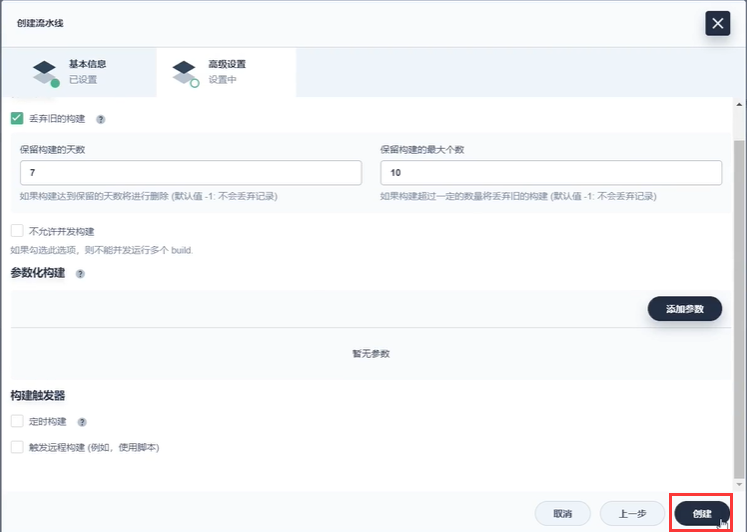 创建流水线
基本信息
已设置
高级设置
设置中
丢弃旧的构建
保留构建的天数
保留构建的最大个数
7
10
如果构建达到保留的天数将进行删除 (默认值 -1: 不会丢弃记录)
如果构建超过一定的数量将丢弃旧的构建 (默认值 -1: 不会丢弃记录)
不允许并发构建
如果勾选此选项，则不能并发运行多个 build.
参数化构建
添加参数
暂无参数
构建触发器
定时构建
触发远程构建 (例如，使用脚本)
取消
上一步
创建